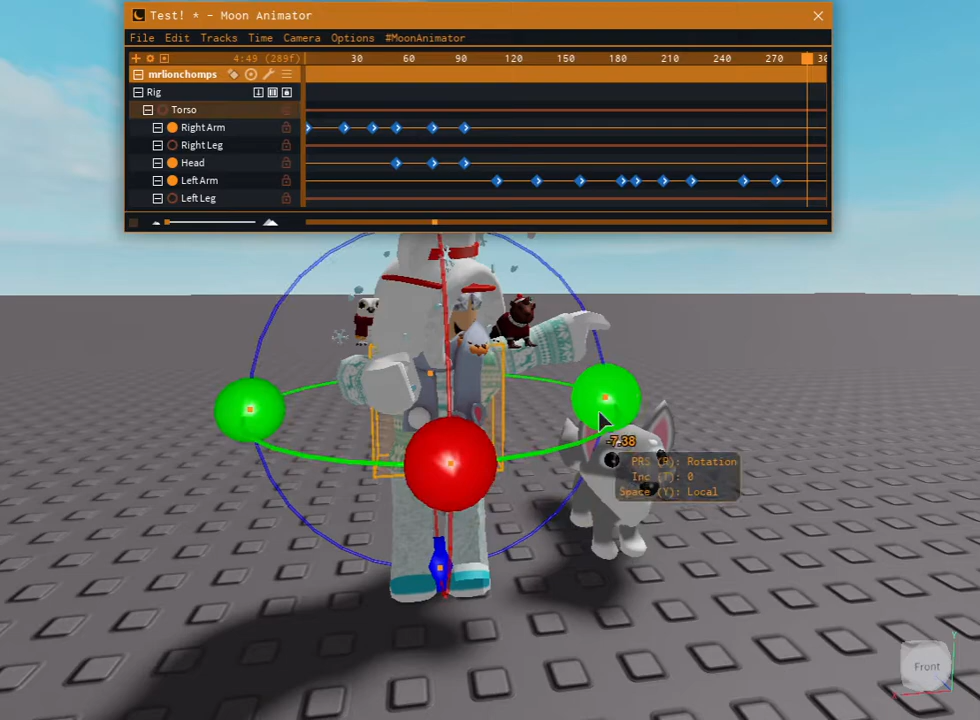 Test! * - Moon Animator
File Edit Tracks Time Camera Options #MoonAnimator
4:49 (289f) 30 60 90 120 150 180 210 240 270 30
mrlionchomps
Rig
Torso
Right Arm
Right Leg
Head
Left Arm
Left Leg
-7.38
PRS (R): Rotation
Inc (T): 0
Space (Y): Local
Front
Y